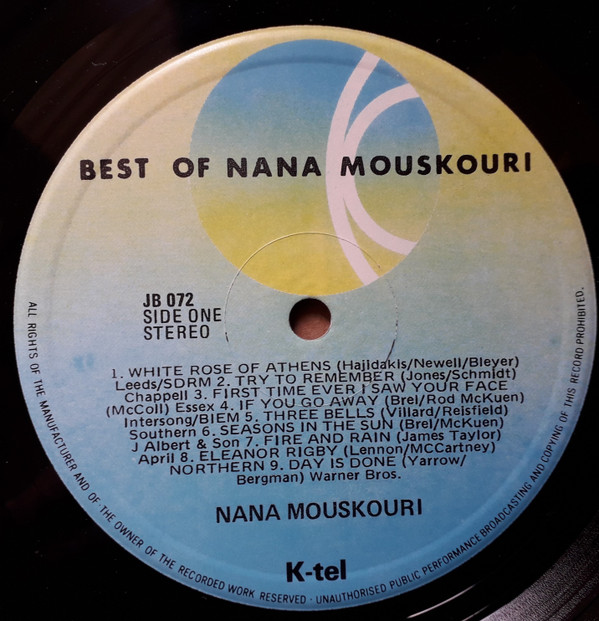 BEST OF NANA MOUSKOURI
JB 072
SIDE ONE
STEREO
1. WHITE ROSE OF ATHENS (Hajidakis/Newell/Bleyer)
Leeds/SDRM 2. TRY TO REMEMBER (Jones/Schmidt)
Chappell 3. FIRST TIME EVER I SAW YOUR FACE
(McColl) Essex 4. IF YOU GO AWAY (Brel/Rod McKuen)
Intersong/BIEM 5. THREE BELLS (Villard/Reisfield)
Southern 6. SEASONS IN THE SUN (Brel/McKuen)
J Albert & Son 7. FIRE AND RAIN (James Taylor)
April 8. ELEANOR RIGBY (Lennon/MCCartney)
NORTHERN 9. DAY IS DONE (Yarrow/
Bergman) Warner Bros.
NANA MOUSKOURI
K-tel
ALL RIGHTS OF THE MANUFACTURER AND OF THE OWNER OF THE RECORDED WORK RESERVED · UNAUTHORISED PUBLIC PERFORMANCE BROADCASTING AND COPYING OF THIS RECORD PROHIBITED.